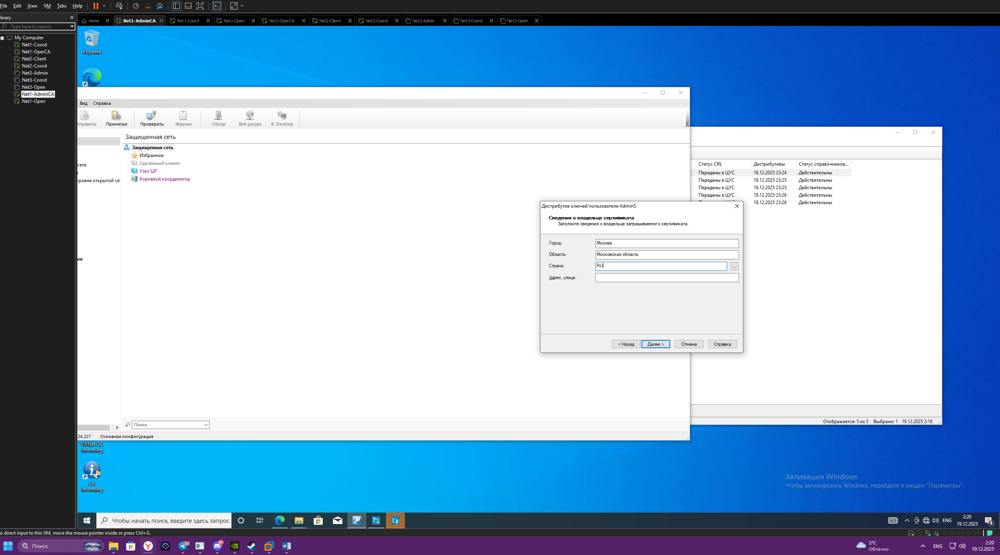 File Edit View VM Tabs Help
ibrary
Type here to search
Home Net1-AdminCA Net1-Coord Net1-Open Net1-OperCA Net2-Client Net2-Coord Net3-Admin Net3-Coord Net3-Open
My Computer
Net1-Coord
Net1-OperCA
Net2-Client
Net2-Coord
Net3-Admin
Net3-Coord
Net3-Open
Net1-AdminCA
Net1-Open
Корзина
Вид Справка
тправить Принятые Проверить Журнал Обзор Веб-ресурс R. Desktop
Защищенная сеть
Защищенная сеть
Избранное
Удаленный клиент
Узел ЦР
Корневой координатор
сети
уровня открытой сет
ия
Поиск
24.227 Основная конфигурация
Статус CRL Дистрибутивы Статус справочников...
Переданы в ЦУС 18.12.2025 23:24 Действительны
Переданы в ЦУС 18.12.2025 23:25 Действительны
Переданы в ЦУС 18.12.2025 23:25 Действительны
Переданы в ЦУС 18.12.2025 23:26 Действительны
18.12.2025 23:26 Действительны
Отображается: 5 из 5 Выбрано: 1 19.12.2025 2:18
Дистрибутив ключей пользователя AdminS
Сведения о владельце сертификата
Заполните сведения о владельце запрашиваемого сертификата.
Город: Москва
Область: Московская область
Страна: RU ...
Адрес, улица:
< Назад Далее > Отмена Справка
ViPNet CA
Informing
CA
Informing
Активация Windows
Чтобы активировать Windows, перейдите в раздел "Параметры".
Чтобы начать поиск, введите здесь запрос
ENG
2:20
19.12.2025
4
o direct input to this VM, move the mouse pointer inside or press Ctrl+G.
Поиск
63
9+
2°C
Облачно
ENG
2:20
19.12.2025